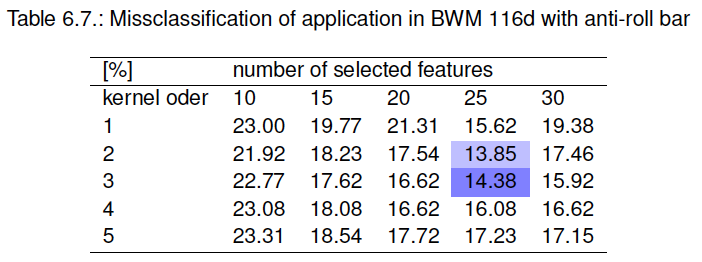 Table 6.7.: Missclassification of application in BWM 116d with anti-roll bar
[%] number of selected features
kernel oder 10 15 20 25 30
1 23.00 19.77 21.31 15.62 19.38
2 21.92 18.23 17.54 13.85 17.46
3 22.77 17.62 16.62 14.38 15.92
4 23.08 18.08 16.62 16.08 16.62
5 23.31 18.54 17.72 17.23 17.15